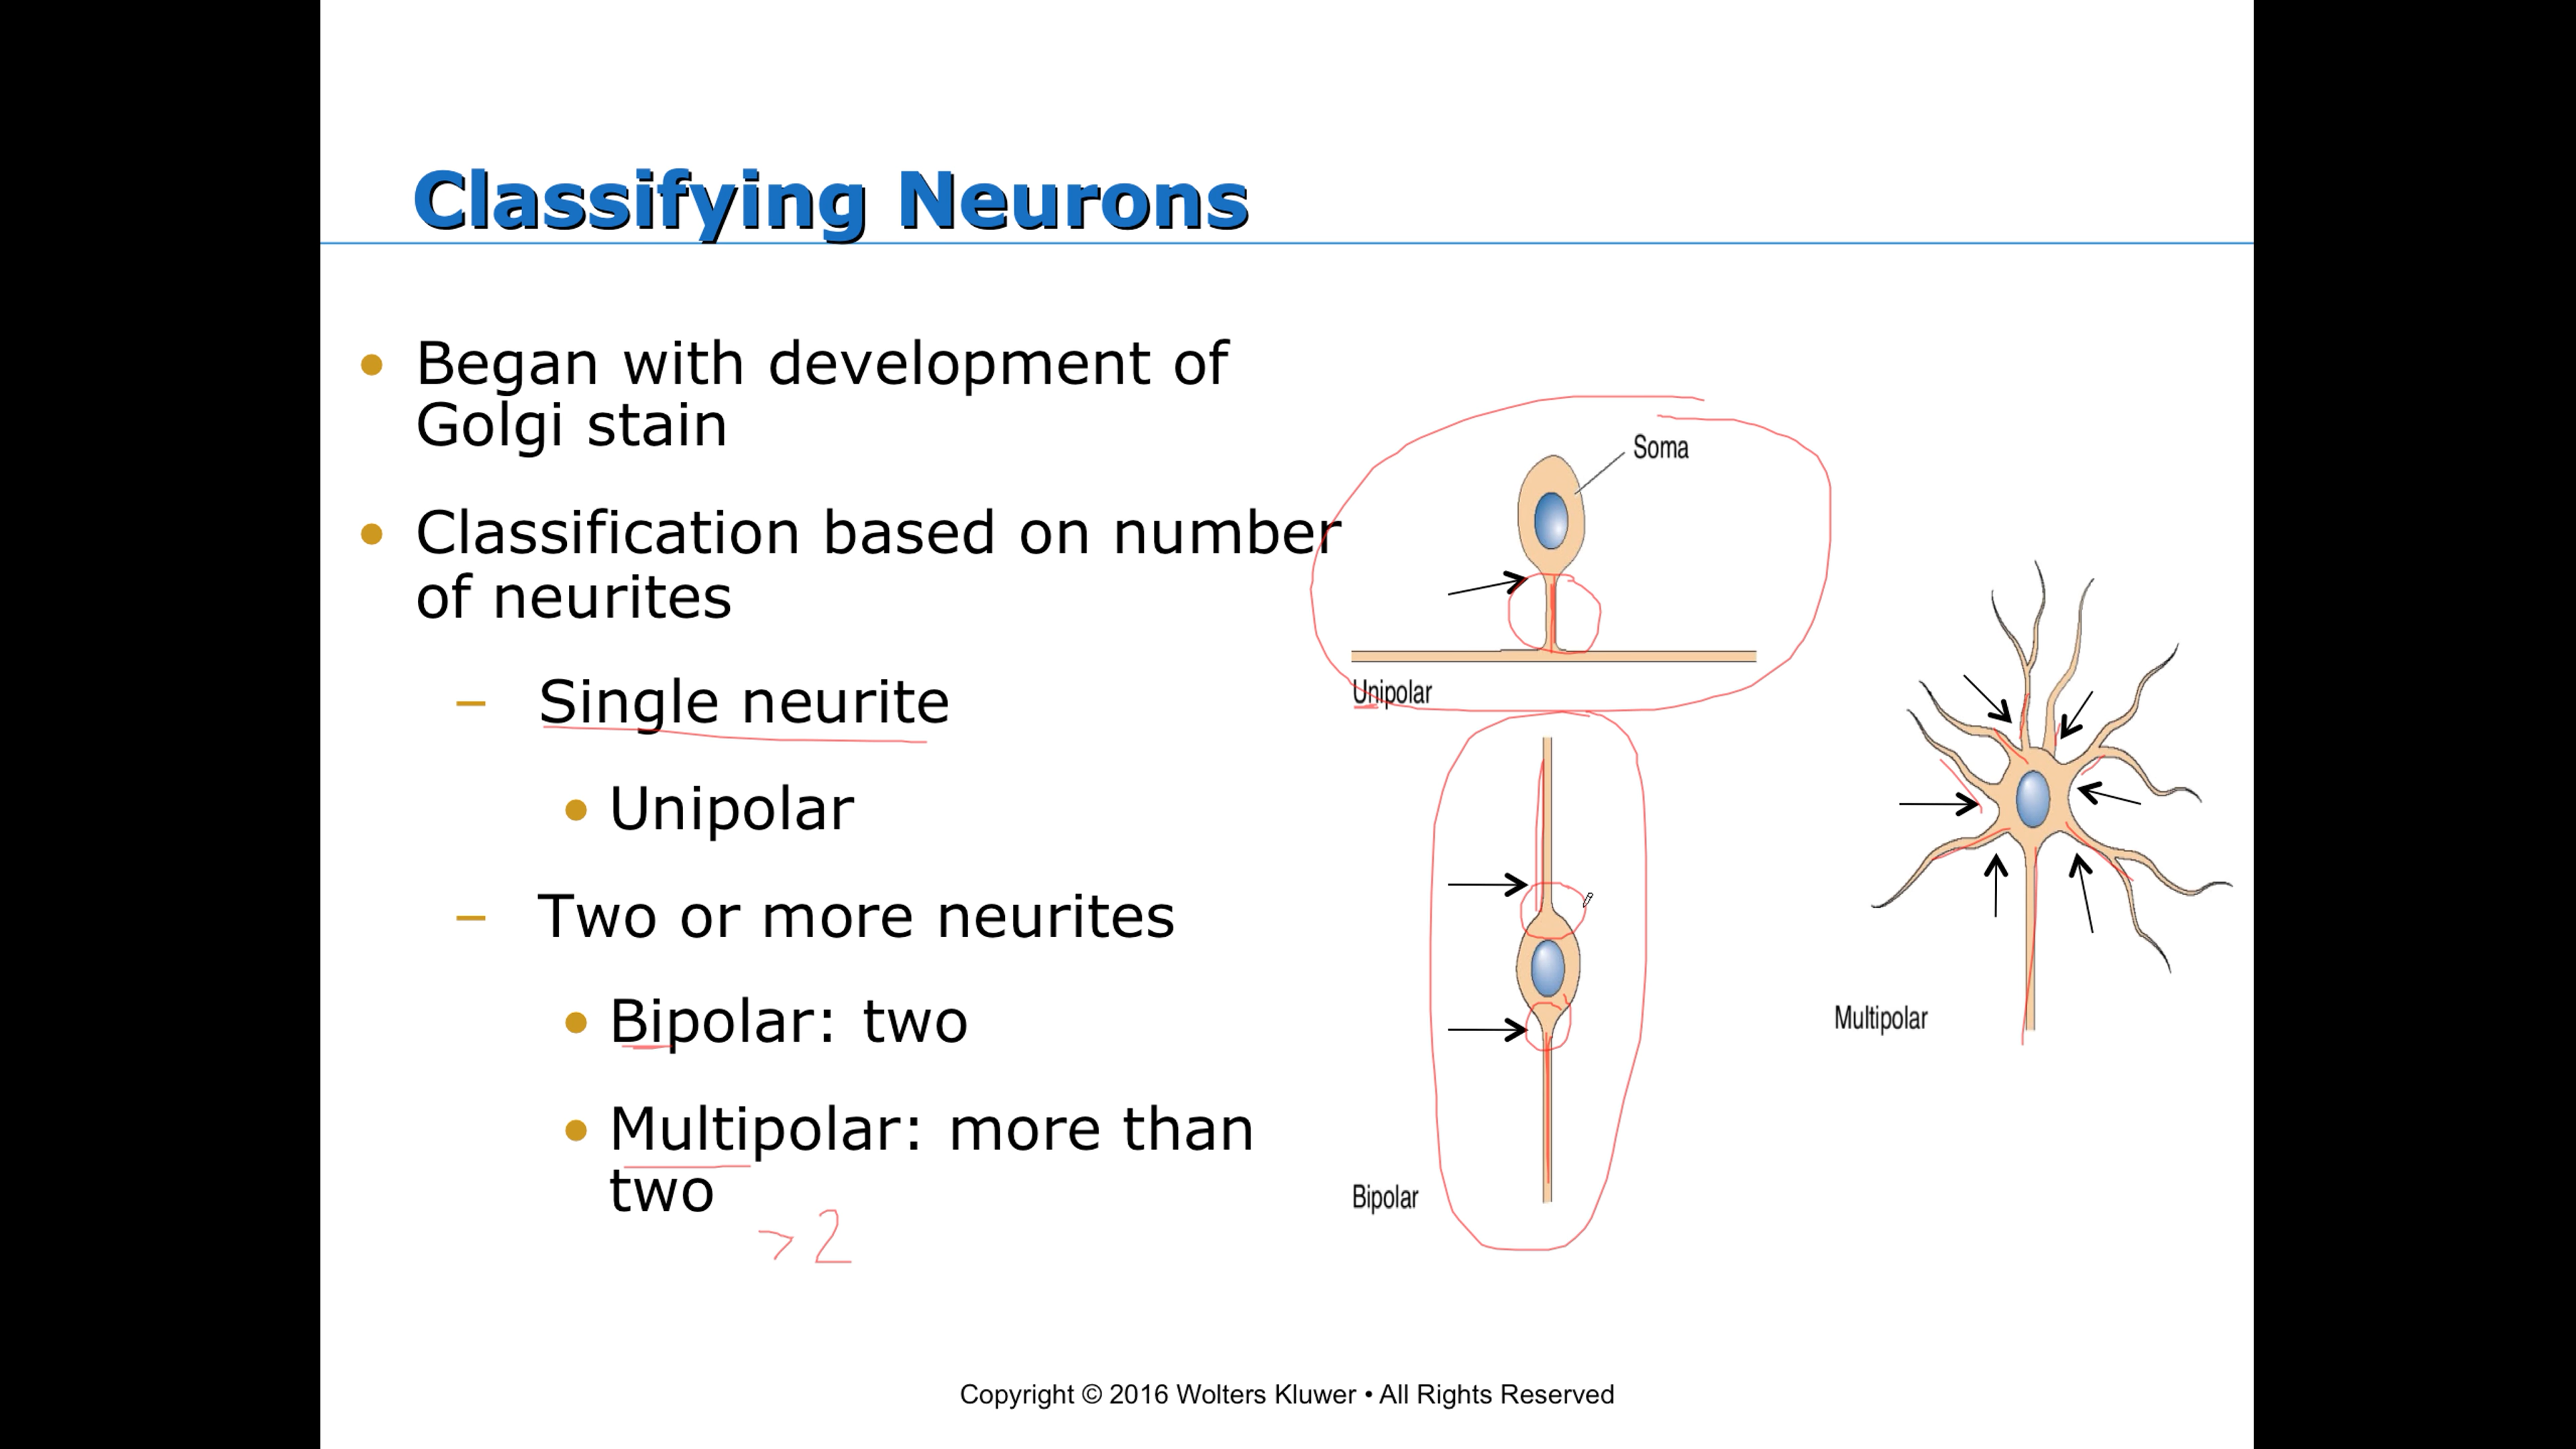 Classifying Neurons
• Began with development of
Golgi stain
• Classification based on number
of neurites
– Single neurite
• Unipolar
– Two or more neurites
• Bipolar: two
• Multipolar: more than
two
>2
Soma
Unipolar
Bipolar
Multipolar
Copyright © 2016 Wolters Kluwer • All Rights Reserved